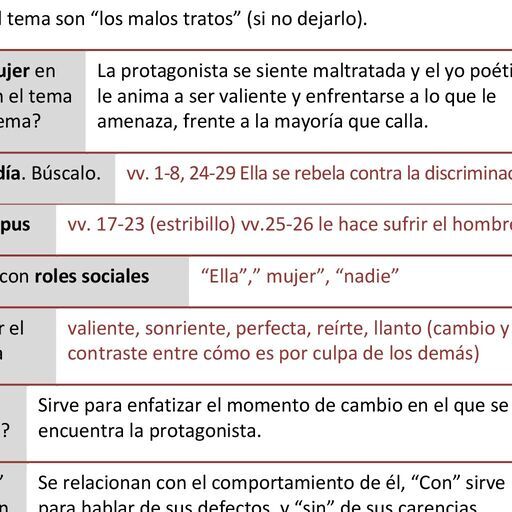 l tema son “los malos tratos” (si no dejarlo).
ujer en
n el tema
ema?
La protagonista se siente maltratada y el yo poéti
le anima a ser valiente y enfrentarse a lo que le
amenaza, frente a la mayoría que calla.
día. Búscalo.
vv. 1-8, 24-29 Ella se rebela contra la discriminac
pus
vv. 17-23 (estribillo) vv.25-26 le hace sufrir el hombre
con roles sociales
“Ella”,” mujer”, “nadie”
r el
a
valiente, sonriente, perfecta, reírte, llanto (cambio y
contraste entre cómo es por culpa de los demás)
?
Sirve para enfatizar el momento de cambio en el que se
encuentra la protagonista.
”
n
Se relacionan con el comportamiento de él, “Con” sirve
para hablar de sus defectos, y “sin” de sus carencias